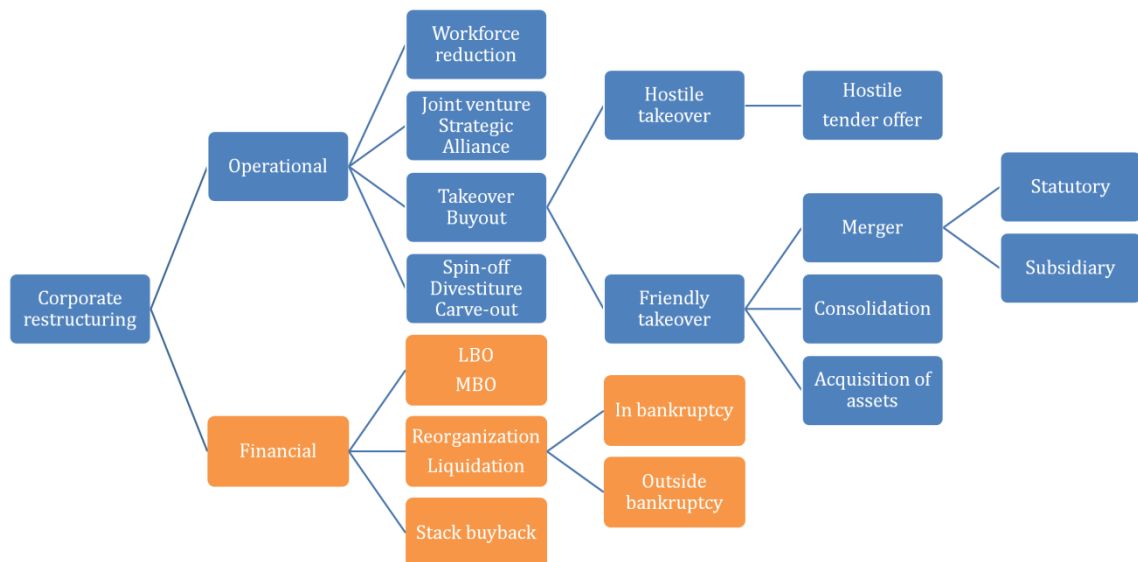 Workforce
reduction
Joint venture
Strategic
Alliance
Operational
Takeover
Buyout
Spin-off
Divestiture
Carve-out
Hostile
takeover
Hostile
tender offer
Friendly
takeover
Merger
Statutory
Subsidiary
Consolidation
Acquisition of
assets
Corporate
restructuring
Financial
LBO
MBO
Reorganization
Liquidation
In bankruptcy
Outside
bankruptcy
Stack buyback